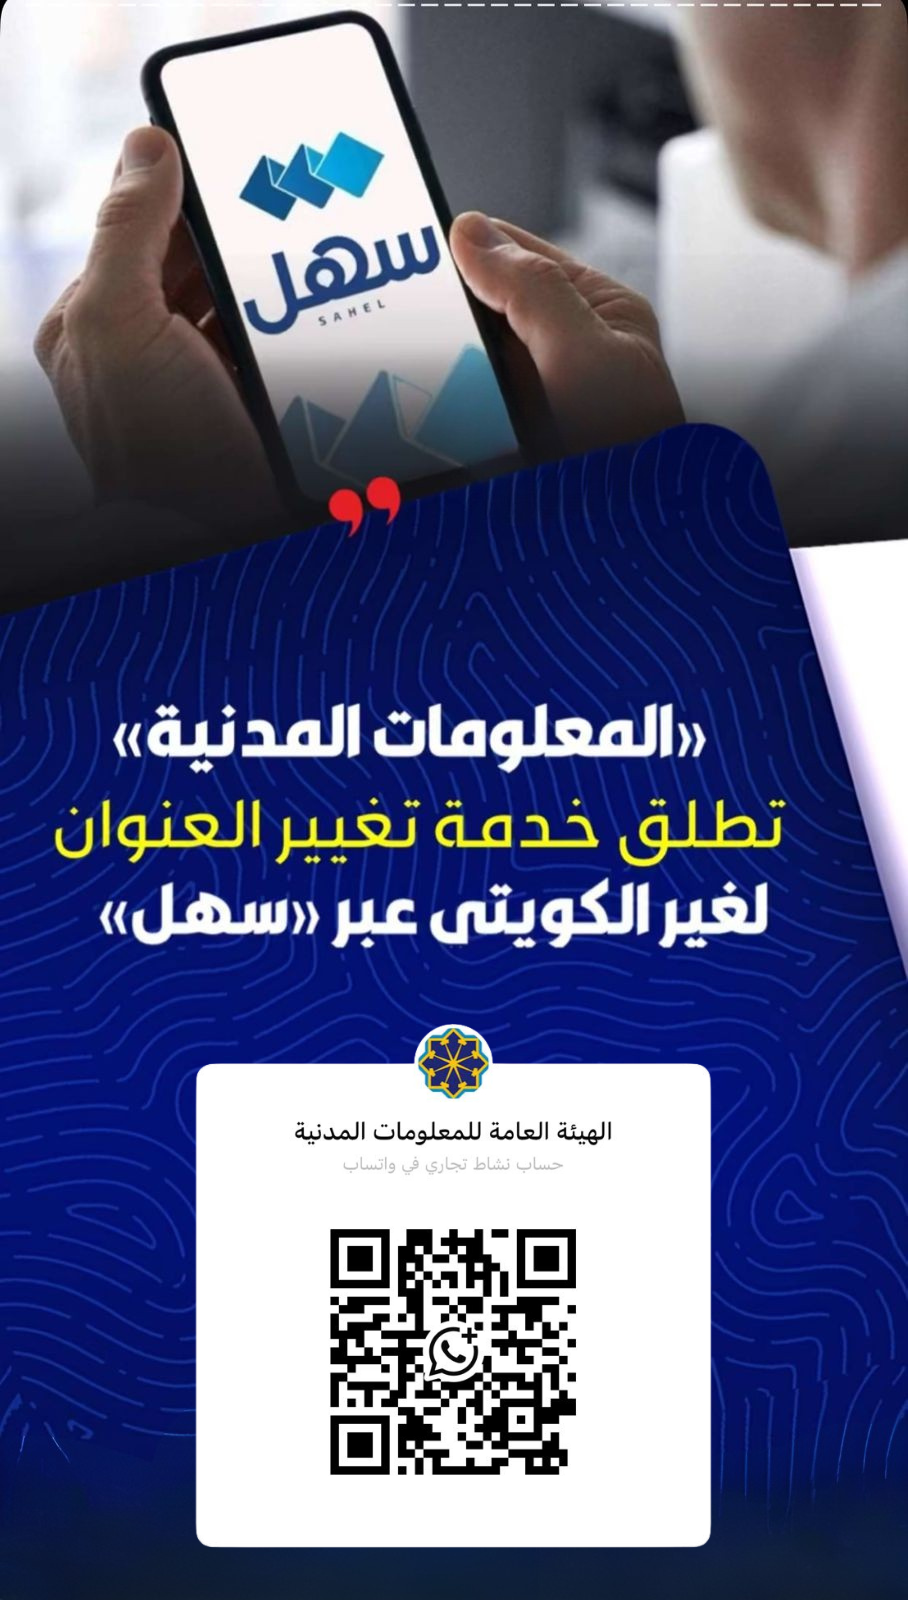 سهل
SAHEL
«المعلومات المدنية»
تطلق خدمة تغيير العنوان
لغير الكويتي عبر «سهل»
الهيئة العامة للمعلومات المدنية
حساب نشاط تجاري في واتساب